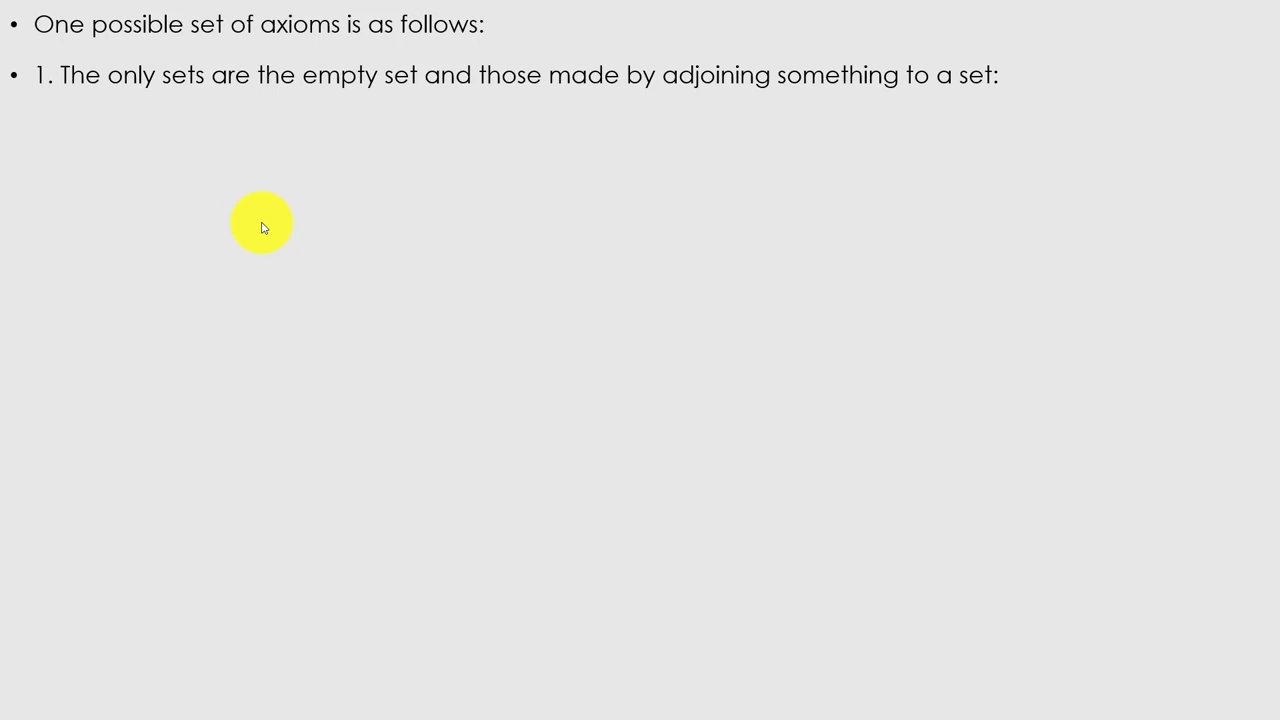 • One possible set of axioms is as follows:
• 1. The only sets are the empty set and those made by adjoining something to a set: